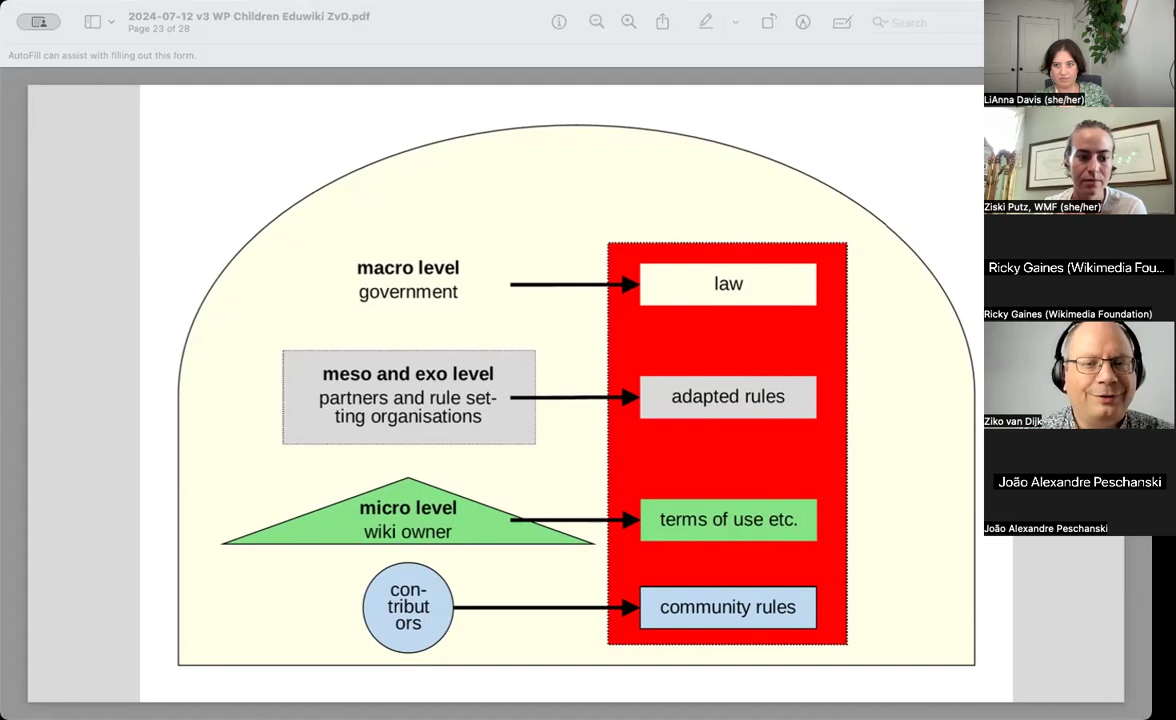 2024-07-12 v3 WP Children Eduwiki ZvD.pdf
Page 23 of 28
Search
AutoFill can assist with filling out this form.
macro level
government
law
meso and exo level
partners and rule set-
ting organisations
adapted rules
micro level
wiki owner
terms of use etc.
con-
tribut
ors
community rules
LiAnna Davis (she/her)
Ziski Putz, WMF (she/her)
Ricky Gaines (Wikimedia Fou...
Ricky Gaines (Wikimedia Foundation)
Ziko van Dijk
João Alexandre Peschanski
João Alexandre Peschanski